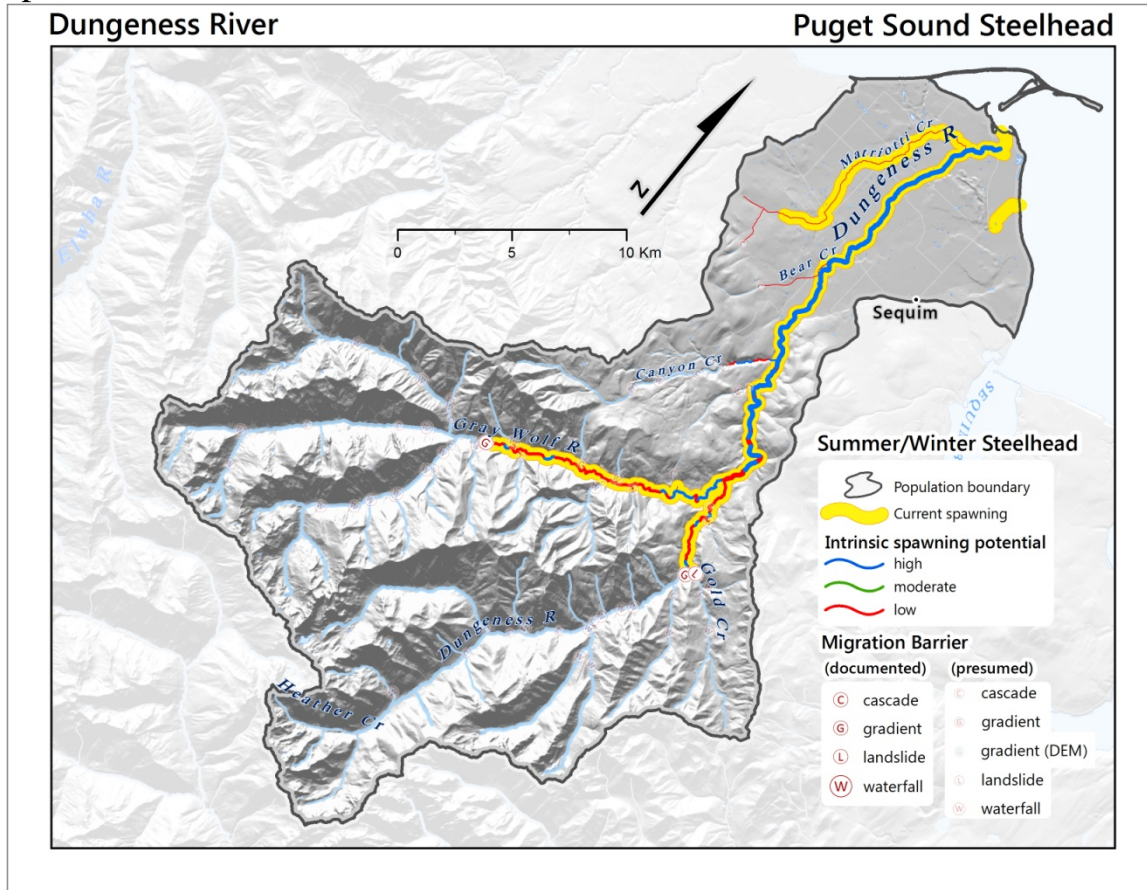 Dungeness River
Puget Sound Steelhead
Elwha R
N
Marriotti Cr
Dungeness R
Bear Cr
0 5 10 Km
Sequim
Canyon Cr
Gray Wolf R
G
G L
Gold Cr
Dungeness R
Heather Cr
Summer/Winter Steelhead
Population boundary
Current spawning
Intrinsic spawning potential
high
moderate
low
Migration Barrier
(documented)
(presumed)
C cascade
C cascade
G gradient
G gradient
L landslide
gradient (DEM)
W waterfall
L landslide
W waterfall